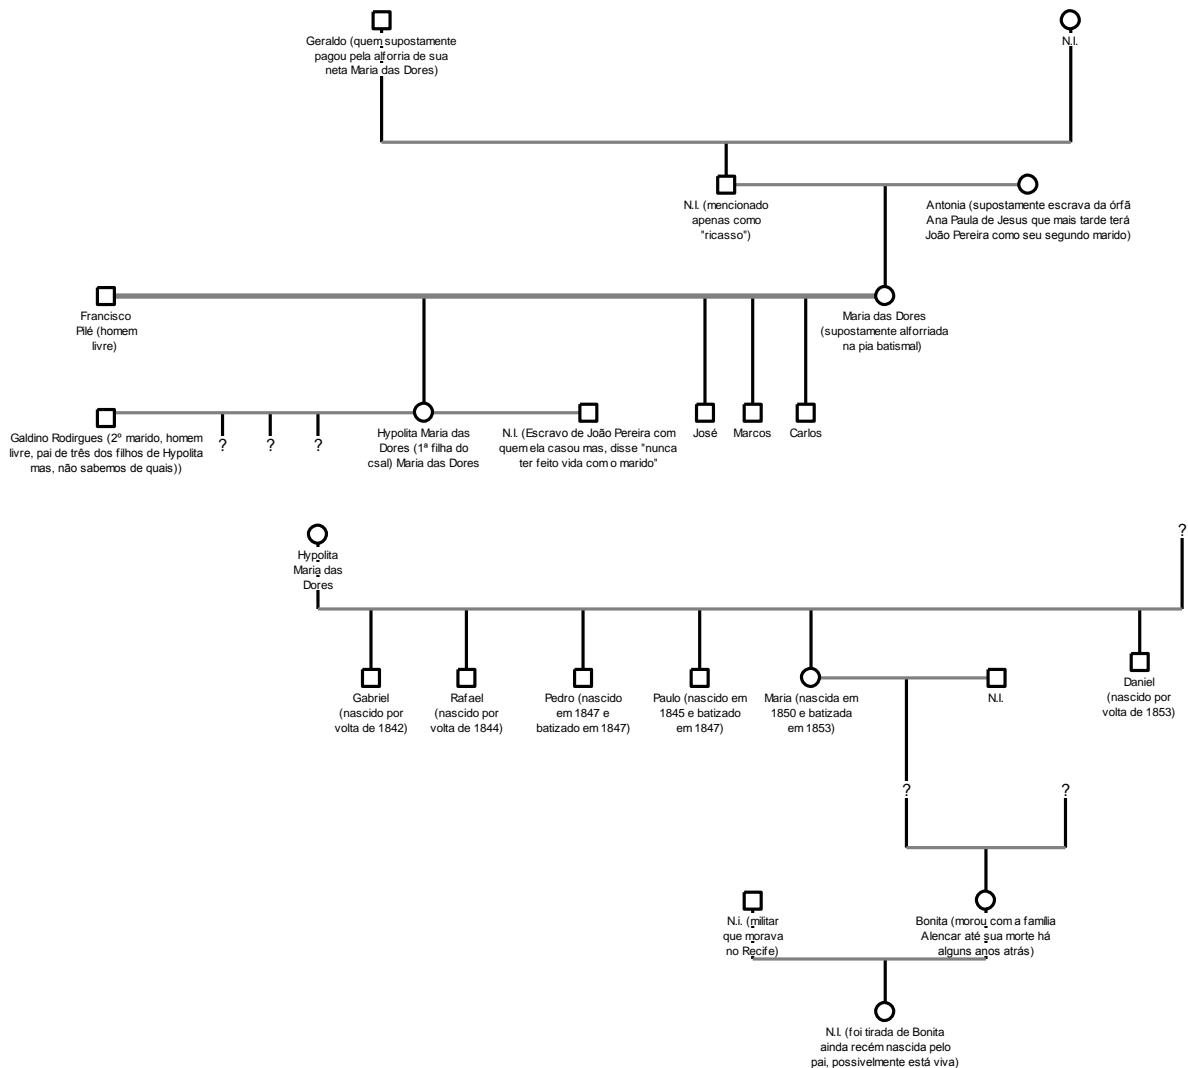 Geraldo (quem supostamente
pagou pela alforria de sua
neta Maria das Dores)
N.I.
N.I. (mencionado
apenas como
"ricasso")
Antonia (supostamente escrava da órfã
Ana Paula de Jesus que mais tarde terá
João Pereira como seu segundo marido)
Francisco
Pilé (homem
livre)
Maria das Dores
(supostamente alforriada
na pia batismal)
Galdino Rodirgues (2º marido, homem
livre, pai de três dos filhos de Hypolita
mas, não sabemos de quais))
?
?
?
Hypolita Maria das
Dores (1ª filha do
csal) Maria das Dores
N.I. (Escravo de João Pereira com
quem ela casou mas, disse "nunca
ter feito vida com o marido"
José
Marcos
Carlos
Hypolita
Maria das
Dores
?
Gabriel
(nascido por
volta de 1842)
Rafael
(nascido por
volta de 1844)
Pedro (nascido
em 1847 e
batizado em 1847)
Paulo (nascido em
1845 e batizado
em 1847)
Maria (nascida em
1850 e batizada
em 1853)
N.I.
Daniel
(nascido por
volta de 1853)
?
?
N.i. (militar
que morava
no Recife)
Bonita (morou com a família
Alencar até sua morte há
alguns anos atrás)
N.I. (foi tirada de Bonita
ainda recém nascida pelo
pai, possivelmente está viva)